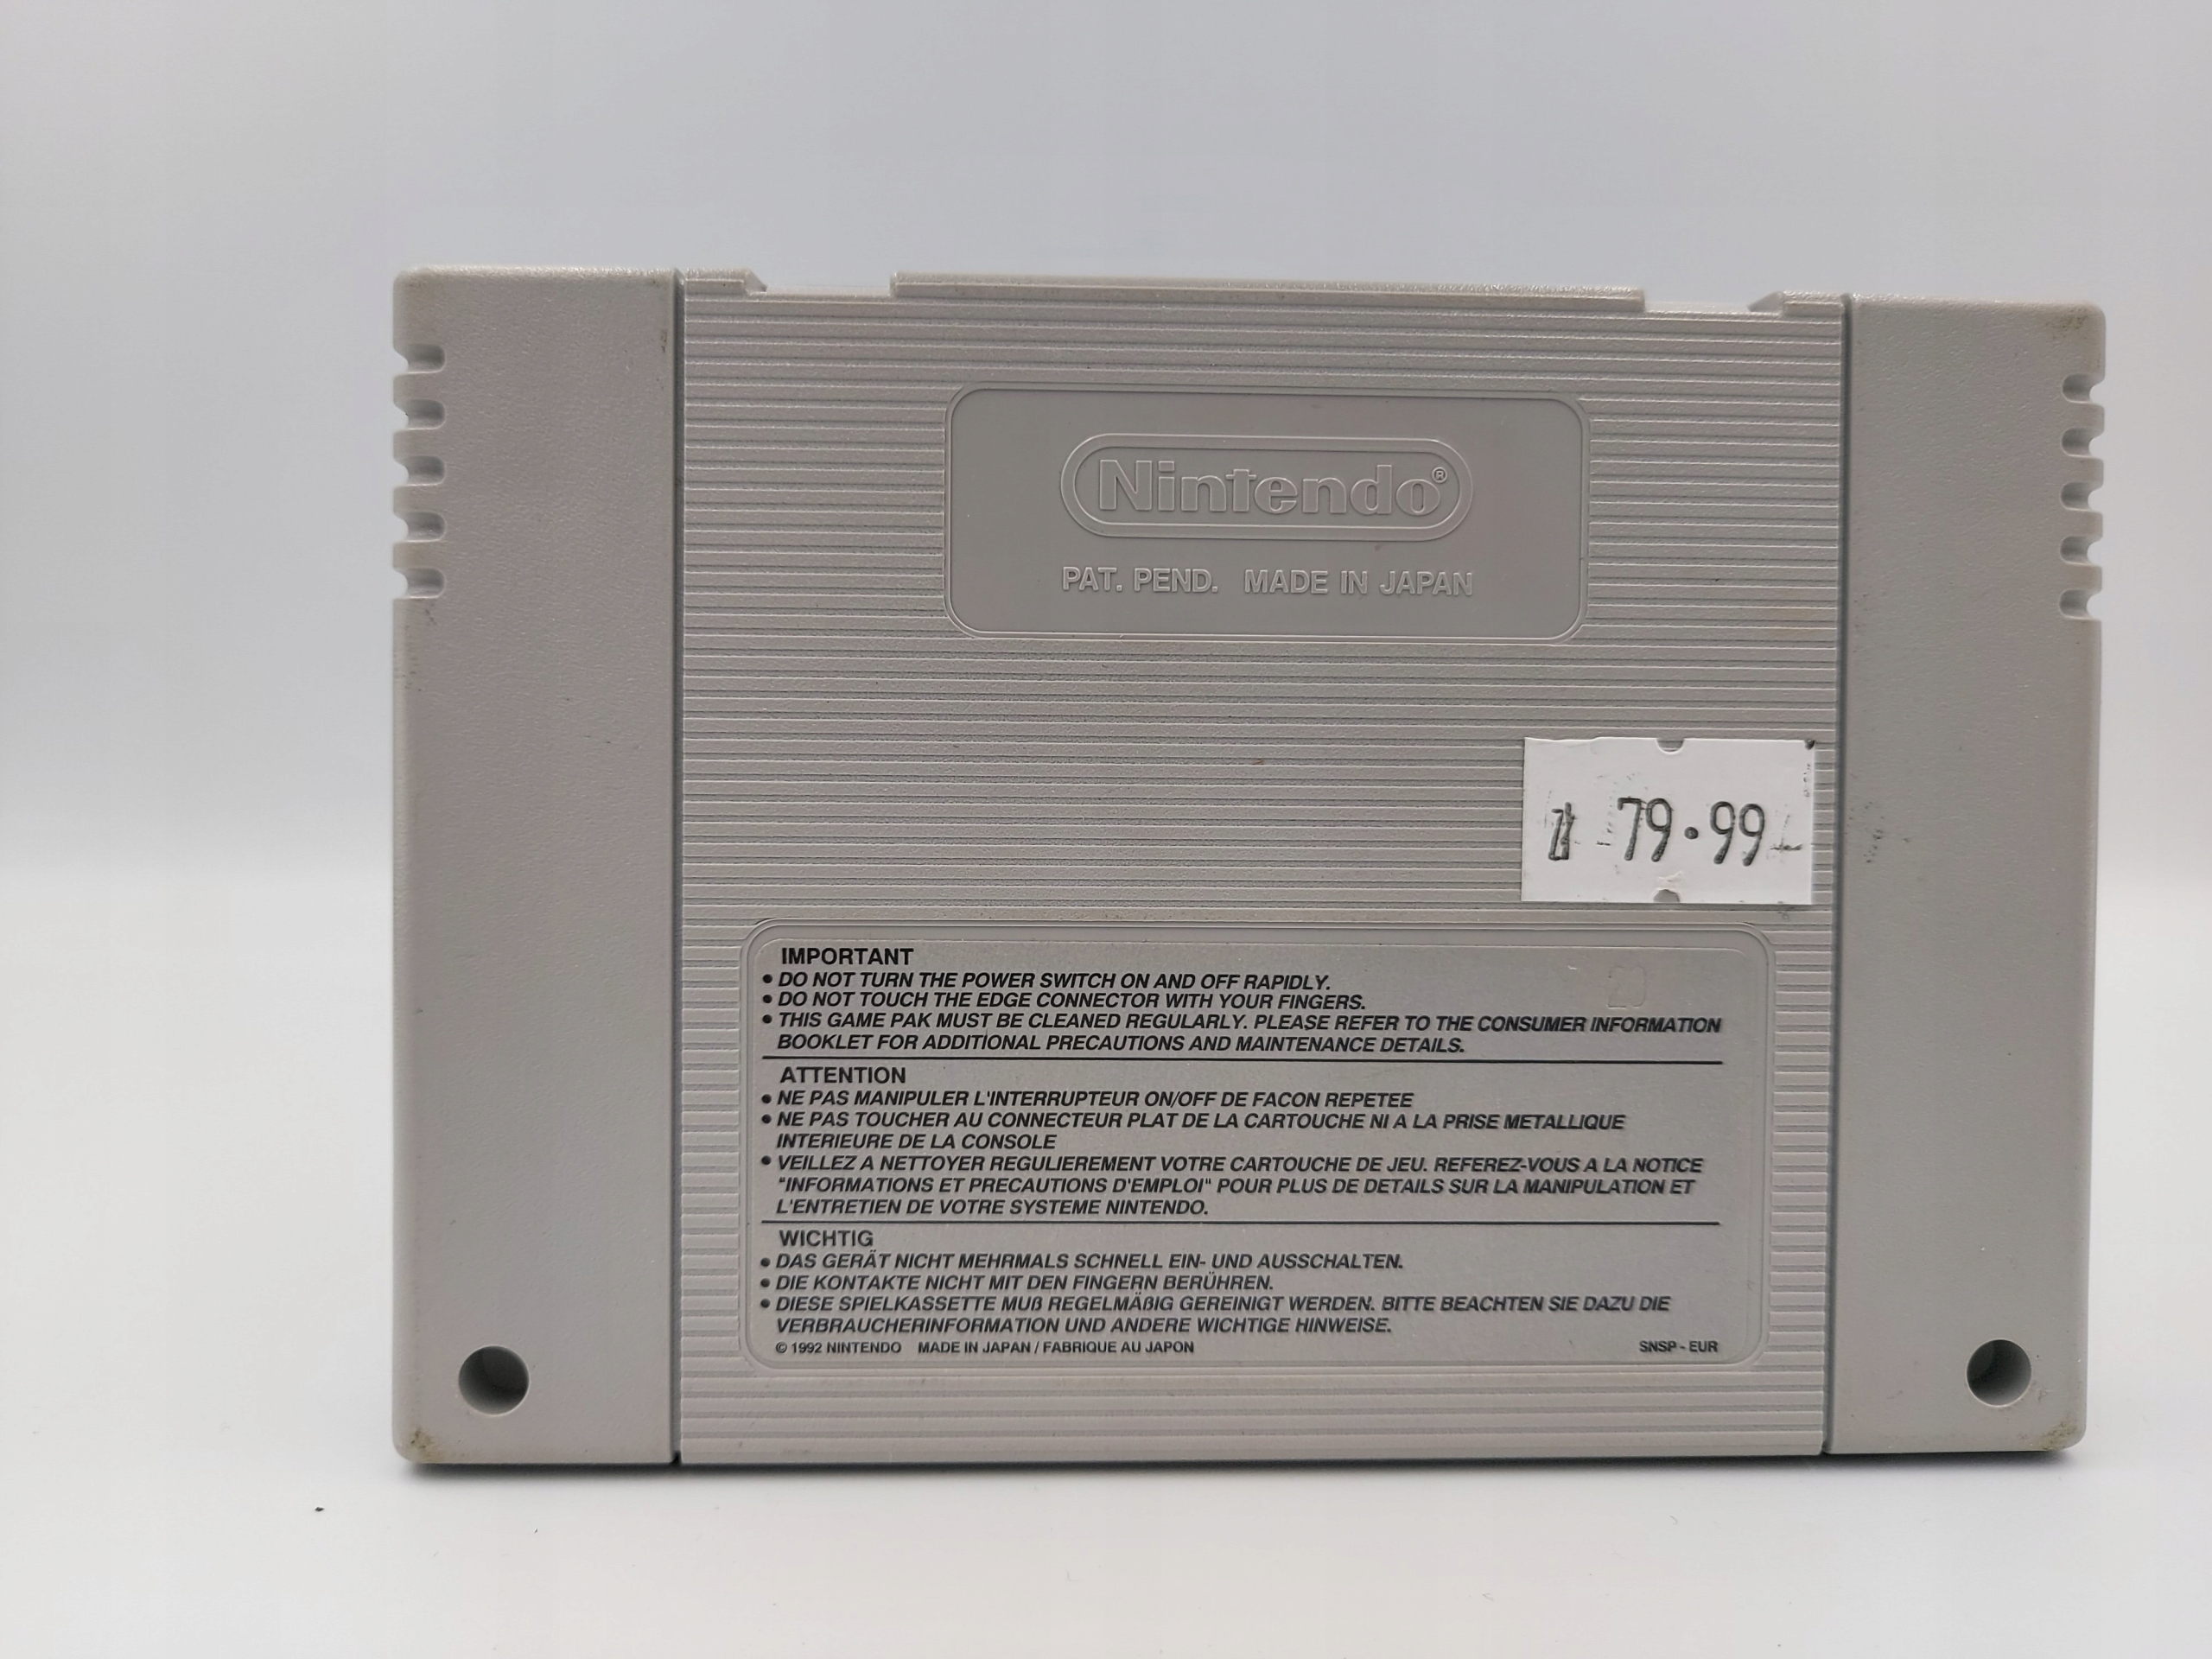 Nintendo®
PAT. PEND. MADE IN JAPAN
79.99
20
IMPORTANT
• DO NOT TURN THE POWER SWITCH ON AND OFF RAPIDLY.
• DO NOT TOUCH THE EDGE CONNECTOR WITH YOUR FINGERS.
• THIS GAME PAK MUST BE CLEANED REGULARLY. PLEASE REFER TO THE CONSUMER INFORMATION
BOOKLET FOR ADDITIONAL PRECAUTIONS AND MAINTENANCE DETAILS.
ATTENTION
• NE PAS MANIPULER L'INTERRUPTEUR ON/OFF DE FACON REPETEE
• NE PAS TOUCHER AU CONNECTEUR PLAT DE LA CARTOUCHE NI A LA PRISE METALLIQUE
INTERIEURE DE LA CONSOLE
• VEILLEZ A NETTOYER REGULIEREMENT VOTRE CARTOUCHE DE JEU. REFEREZ-VOUS A LA NOTICE
"INFORMATIONS ET PRECAUTIONS D'EMPLOI" POUR PLUS DE DETAILS SUR LA MANIPULATION ET
L'ENTRETIEN DE VOTRE SYSTEME NINTENDO.
WICHTIG
• DAS GERÄT NICHT MEHRMALS SCHNELL EIN- UND AUSSCHALTEN.
• DIE KONTAKTE NICHT MIT DEN FINGERN BERÜHREN.
• DIESE SPIELKASSETTE MUß REGELMÄßIG GEREINIGT WERDEN. BITTE BEACHTEN SIE DAZU DIE
VERBRAUCHERINFORMATION UND ANDERE WICHTIGE HINWEISE.
© 1992 NINTENDO MADE IN JAPAN / FABRIQUE AU JAPON SNSP - EUR